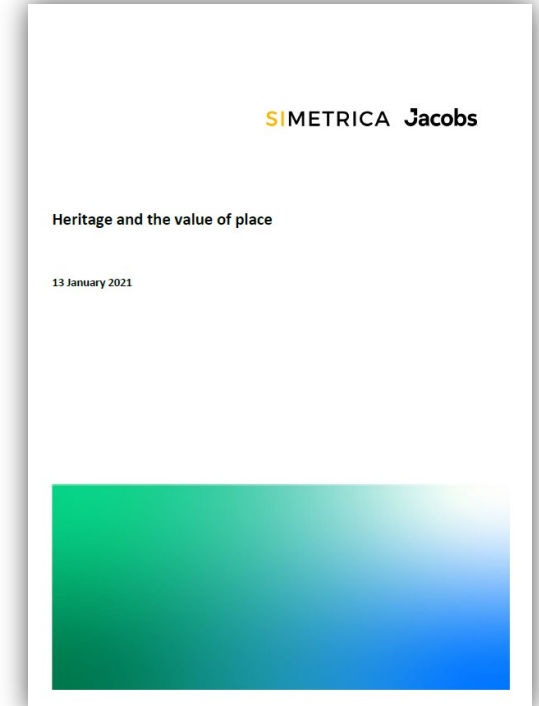 SIMETRICA Jacobs
Heritage and the value of place
13 January 2021